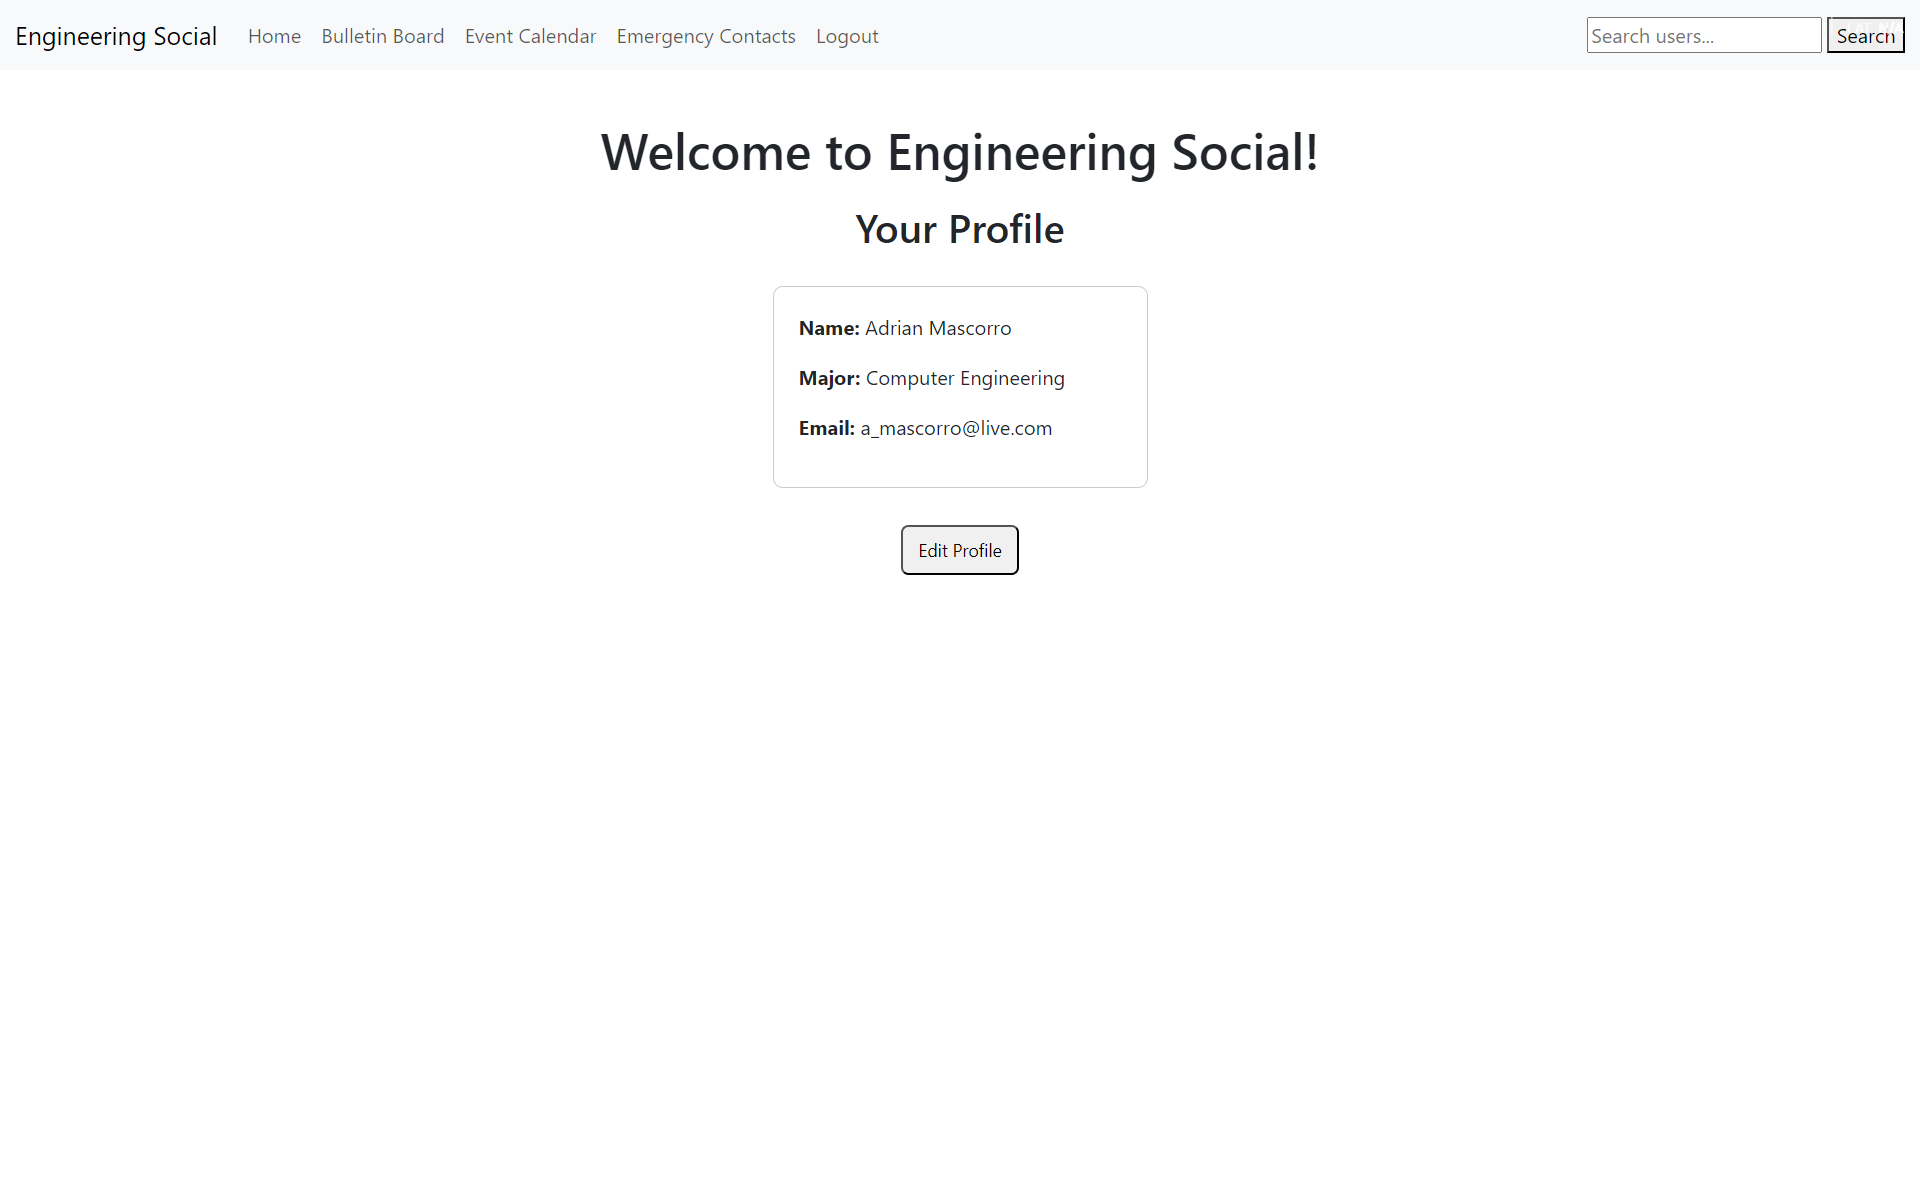 Engineering Social Home Bulletin Board Event Calendar Emergency Contacts Logout Search users... Search
Welcome to Engineering Social!
Your Profile
Name: Adrian Mascorro
Major: Computer Engineering
Email: a_mascorro@live.com
Edit Profile